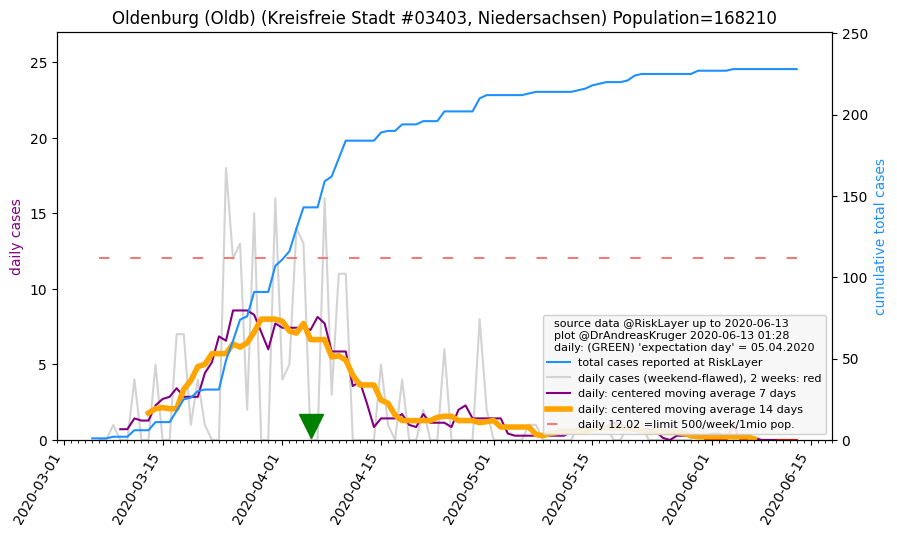 Oldenburg (Oldb) (Kreisfreie Stadt #03403, Niedersachsen) Population=168210
25
20
15
10
5
0
daily cases
250
200
150
100
50
0
cumulative total cases
source data @RiskLayer up to 2020-06-13
plot @DrAndreasKruger 2020-06-13 01:28
daily: (GREEN) 'expectation day' = 05.04.2020
total cases reported at RiskLayer
daily cases (weekend-flawed), 2 weeks: red
daily: centered moving average 7 days
daily: centered moving average 14 days
daily 12.0 =limit 500/week/1mio pop.
2020-03-01
2020-03-15
2020-04-01
2020-04-15
2020-05-01
2020-05-15
2020-06-01
2020-06-15